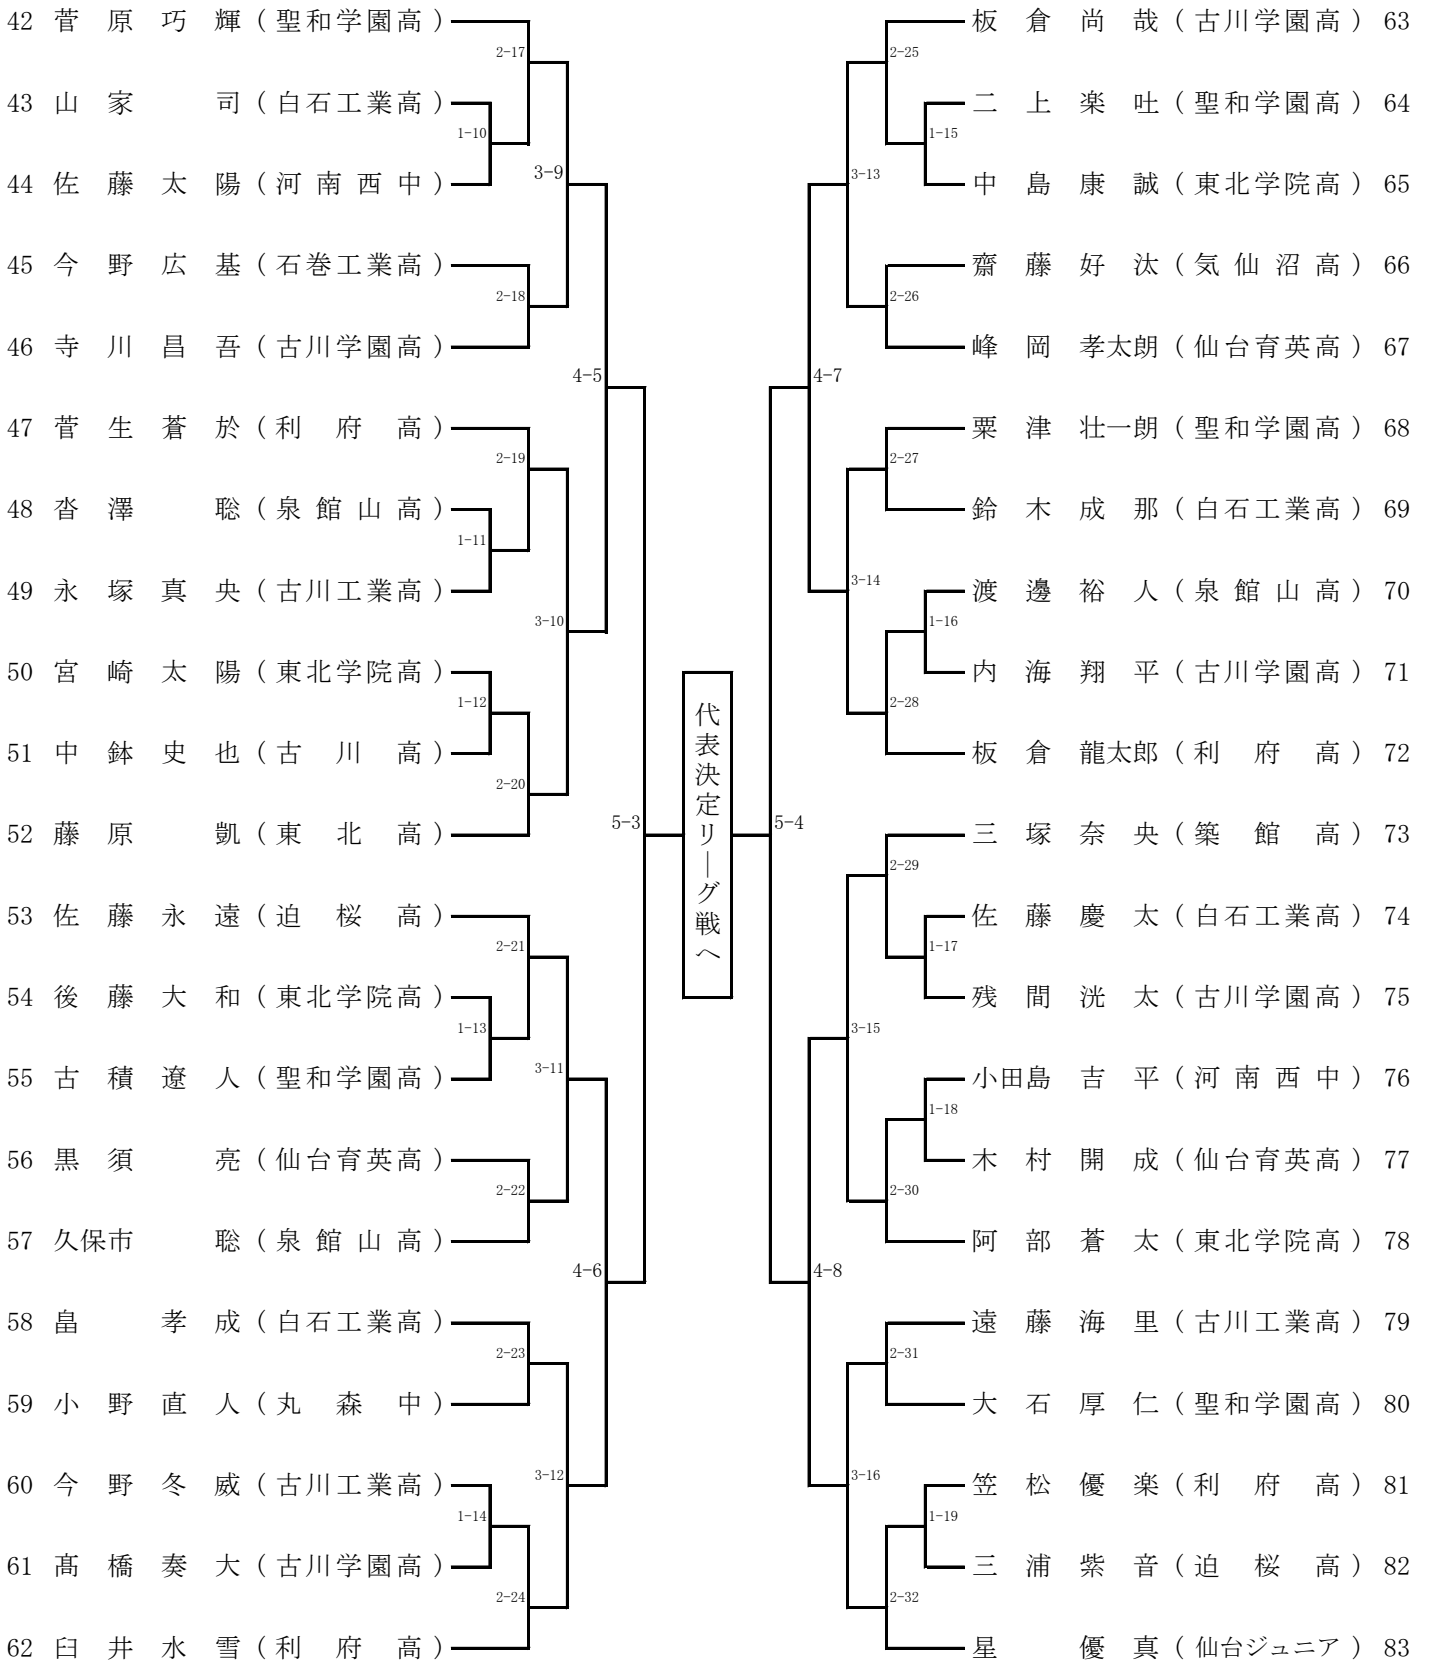 42 菅原巧輝（聖和学園高）
2-17
43 山家司（白石工業高）
1-10
44 佐藤太陽（河南西中）
3-9
45 今野広基（石巻工業高）
2-18
46 寺川昌吾（古川学園高）
4-5
47 菅生蒼於（利府高）
2-19
48 沓澤聡（泉館山高）
1-11
49 永塚真央（古川工業高）
3-10
50 宮崎太陽（東北学院高）
1-12
51 中鉢史也（古川高）
2-20
52 藤原凱（東北高）
5-3
53 佐藤永遠（迫桜高）
2-21
54 後藤大和（東北学院高）
1-13
55 古積遼人（聖和学園高）
3-11
56 黒須亮（仙台育英高）
2-22
57 久保市聡（泉館山高）
4-6
58 畠孝成（白石工業高）
2-23
59 小野直人（丸森中）
3-12
60 今野冬威（古川工業高）
1-14
61 髙橋奏大（古川学園高）
2-24
62 臼井水雪（利府高）
代表決定リーグ戦へ
板倉尚哉（古川学園高）63
2-25
二上楽吐（聖和学園高）64
1-15
中島康誠（東北学院高）65
3-13
齋藤好汰（気仙沼高）66
2-26
峰岡孝太朗（仙台育英高）67
4-7
粟津壮一朗（聖和学園高）68
2-27
鈴木成那（白石工業高）69
3-14
渡邊裕人（泉館山高）70
1-16
内海翔平（古川学園高）71
2-28
板倉龍太郎（利府高）72
5-4
三塚奈央（築館高）73
2-29
佐藤慶太（白石工業高）74
1-17
残間洸太（古川学園高）75
3-15
小田島吉平（河南西中）76
1-18
木村開成（仙台育英高）77
2-30
阿部蒼太（東北学院高）78
4-8
遠藤海里（古川工業高）79
2-31
大石厚仁（聖和学園高）80
3-16
笠松優楽（利府高）81
1-19
三浦紫音（迫桜高）82
2-32
星優真（仙台ジュニア）83